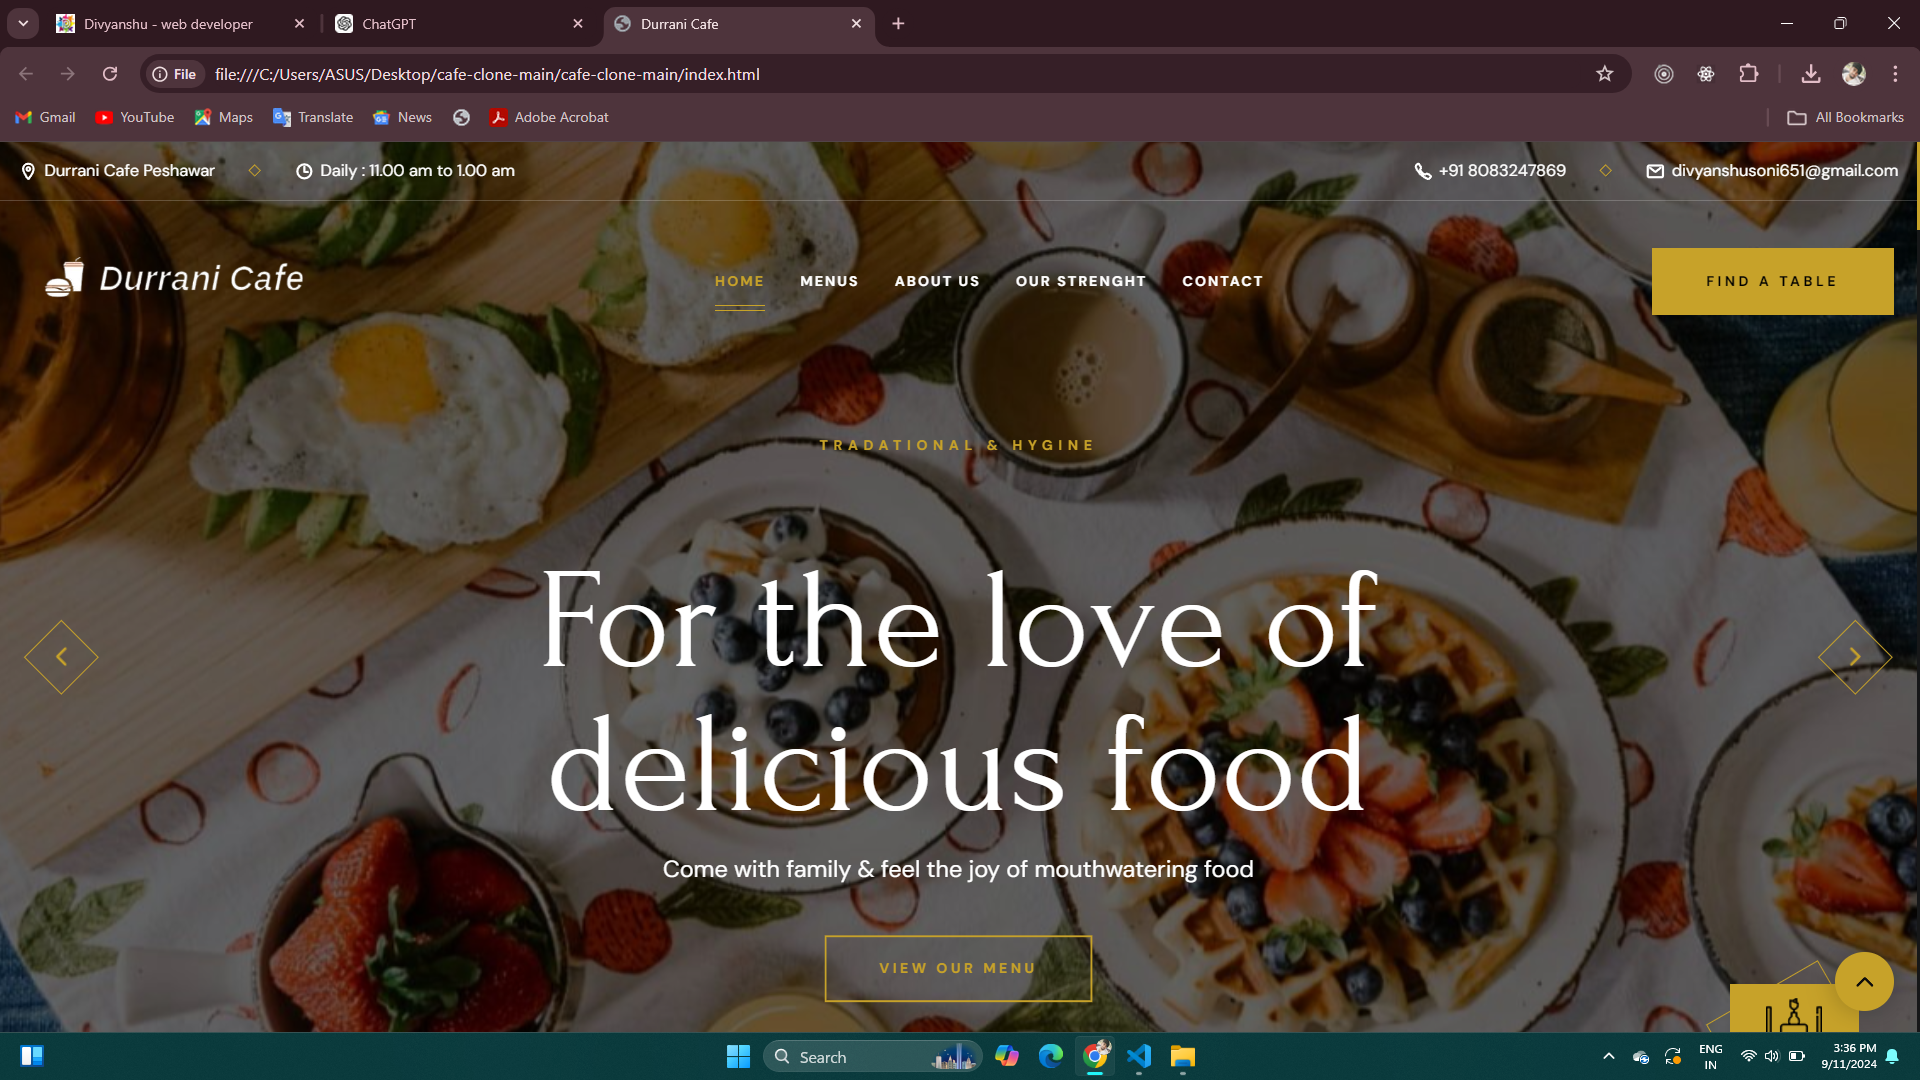 Divyanshu - web developer
ChatGPT
Durrani Cafe
File
file:///C:/Users/ASUS/Desktop/cafe-clone-main/cafe-clone-main/index.html
Gmail
YouTube
Maps
Translate
News
Adobe Acrobat
All Bookmarks
Durrani Cafe Peshawar
Daily : 11.00 am to 1.00 am
+91 8083247869
divyanshusoni651@gmail.com
Durrani Cafe
HOME
MENUS
ABOUT US
OUR STRENGHT
CONTACT
FIND A TABLE
TRADATIONAL & HYGINE
For the love of
delicious food
Come with family & feel the joy of mouthwatering food
VIEW OUR MENU
Search
ENG
IN
3:36 PM
9/11/2024